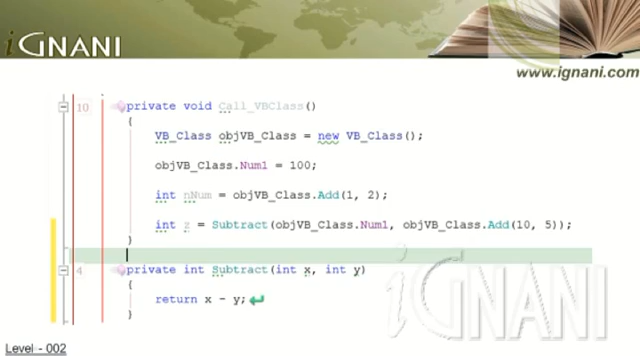 iGNANI
www.ignani.com
10 private void Call_VBClass()
{
VB_Class objVB_Class = new VB_Class();
objVB_Class.Num1 = 100;
int nNum = objVB_Class.Add(1, 2);
int z = Subtract(objVB_Class.Num1, objVB_Class.Add(10, 5));
}
4 private int Subtract(int x, int y)
{
return x - y;
}
iGNANI
Level - 002